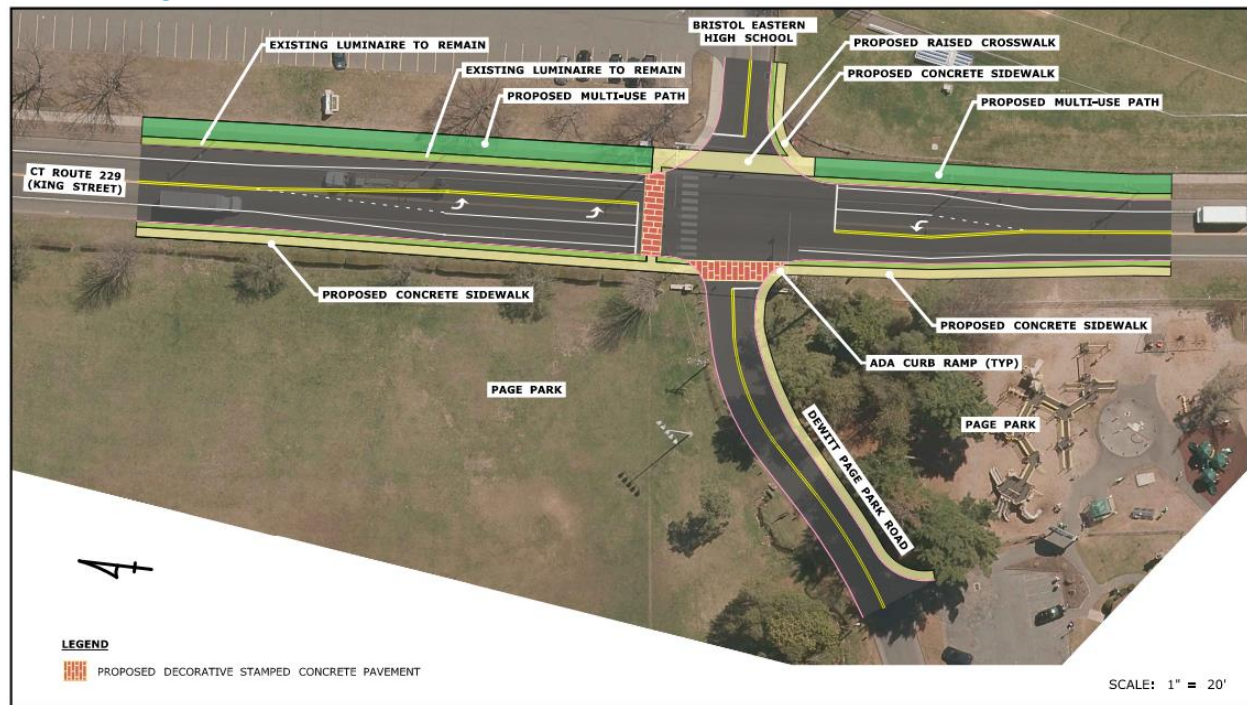 BRISTOL EASTERN
HIGH SCHOOL
EXISTING LUMINAIRE TO REMAIN
PROPOSED RAISED CROSSWALK
EXISTING LUMINAIRE TO REMAIN
PROPOSED CONCRETE SIDEWALK
PROPOSED MULTI-USE PATH
PROPOSED MULTI-USE PATH
CT ROUTE 229
(KING STREET)
PROPOSED CONCRETE SIDEWALK
PROPOSED CONCRETE SIDEWALK
ADA CURB RAMP (TYP)
PAGE PARK
DEWITT PAGE PARK ROAD
PAGE PARK
LEGEND
PROPOSED DECORATIVE STAMPED CONCRETE PAVEMENT
SCALE: 1" = 20'